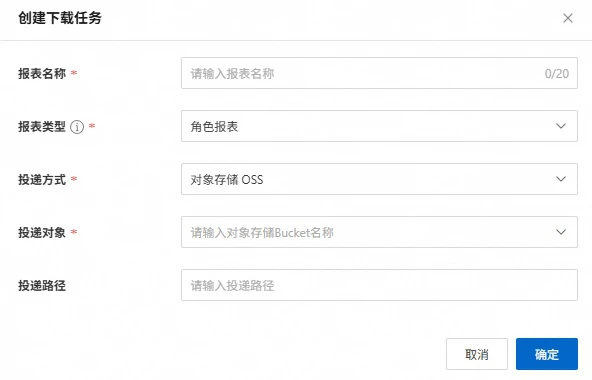 创建下载任务
报表名称 *
请输入报表名称 0/20
报表类型 *
角色报表
投递方式 *
对象存储 OSS
投递对象 *
请输入对象存储Bucket名称
投递路径
请输入投递路径
取消
确定